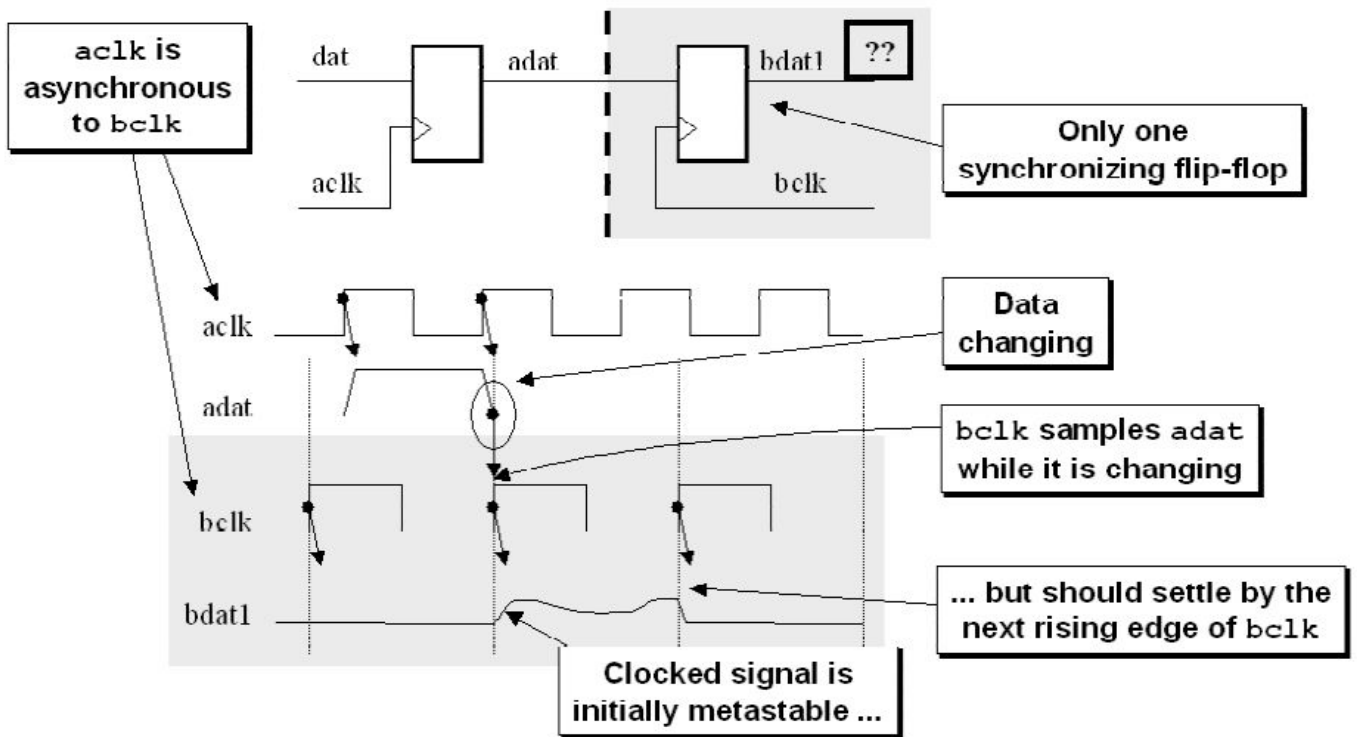 aclk is
asynchronous
to bclk
dat
adat
bdat1
??
aclk
bclk
Only one
synchronizing flip-flop
aclk
Data
changing
adat
bclk samples adat
while it is changing
bclk
bdat1
... but should settle by the
next rising edge of bclk
Clocked signal is
initially metastable ...